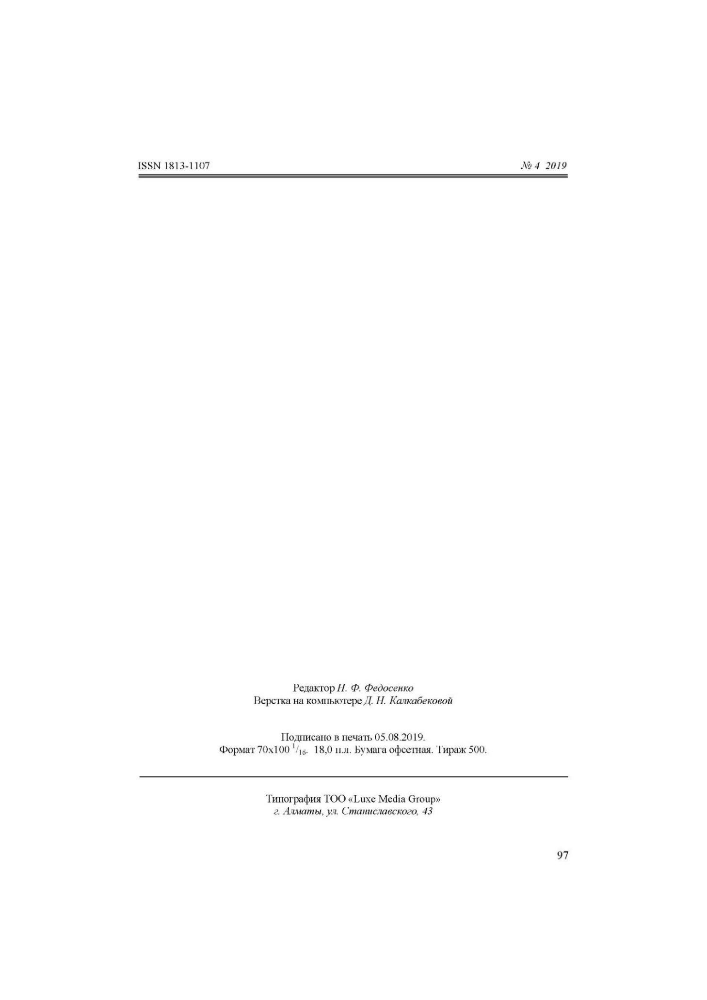 ISSN 1813-1107 № 4 2019
Редактор Н. Ф. Федосенко
Верстка на компьютере Д. Н. Калкабековой
Подписано в печать 05.08.2019.
Формат 70х100 1/16. 18,0 п.л. Бумага офсетная. Тираж 500.
Типография ТОО «Luxe Media Group»
г. Алматы, ул. Станиславского, 43
97